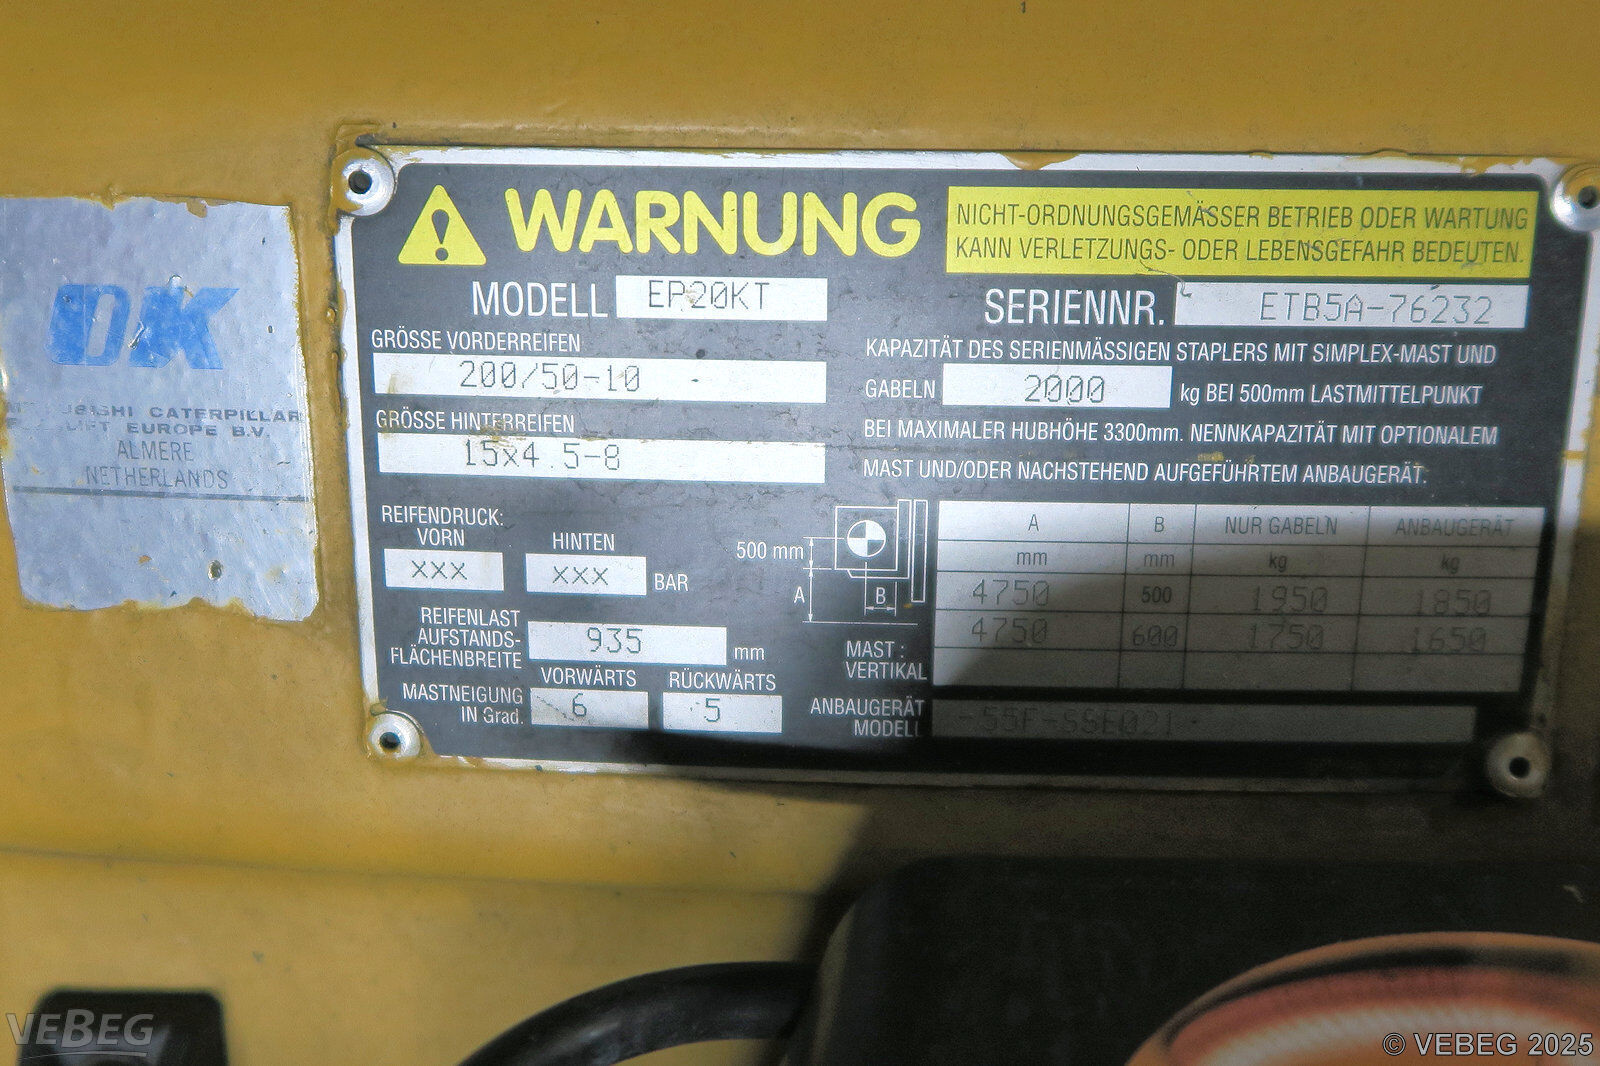 WARNUNG
NICHT-ORDNUNGSGEMÄSSER BETRIEB ODER WARTUNG
KANN VERLETZUNGS- ODER LEBENSGEFAHR BEDEUTEN.
MODELL EP20KT
SERIENNR. ETB5A-76232
GRÖSSE VORDERREIFEN
200/50-10
GRÖSSE HINTERREIFEN
15x4.5-8
KAPAZITÄT DES SERIENMÄSSIGEN STAPLERS MIT SIMPLEX-MAST UND
GABELN 2000 kg BEI 500mm LASTMITTELPUNKT
BEI MAXIMALER HUBHÖHE 3300mm. NENNKAPAZITÄT MIT OPTIONALEM
MAST UND/ODER NACHSTEHEND AUFGEFÜHRTEM ANBAUGERÄT.
REIFENDRUCK:
VORN HINTEN
XXX XXX BAR
REIFENLAST
AUFSTANDS-
FLÄCHENBREITE 935 mm
VORWÄRTS RÜCKWÄRTS
MASTNEIGUNG
IN Grad. 6 5
500 mm
A
B
MAST :
VERTIKAL
A B NUR GABELN ANBAUGERÄT
mm mm kg kg
4750 500 1950 1850
4750 600 1750 1650
ANBAUGERÄT
MODELL
OK
CATERPILLAR
EUROPE B.V.
ALMERE
NETHERLANDS
VEBEG
© VEBEG 2025